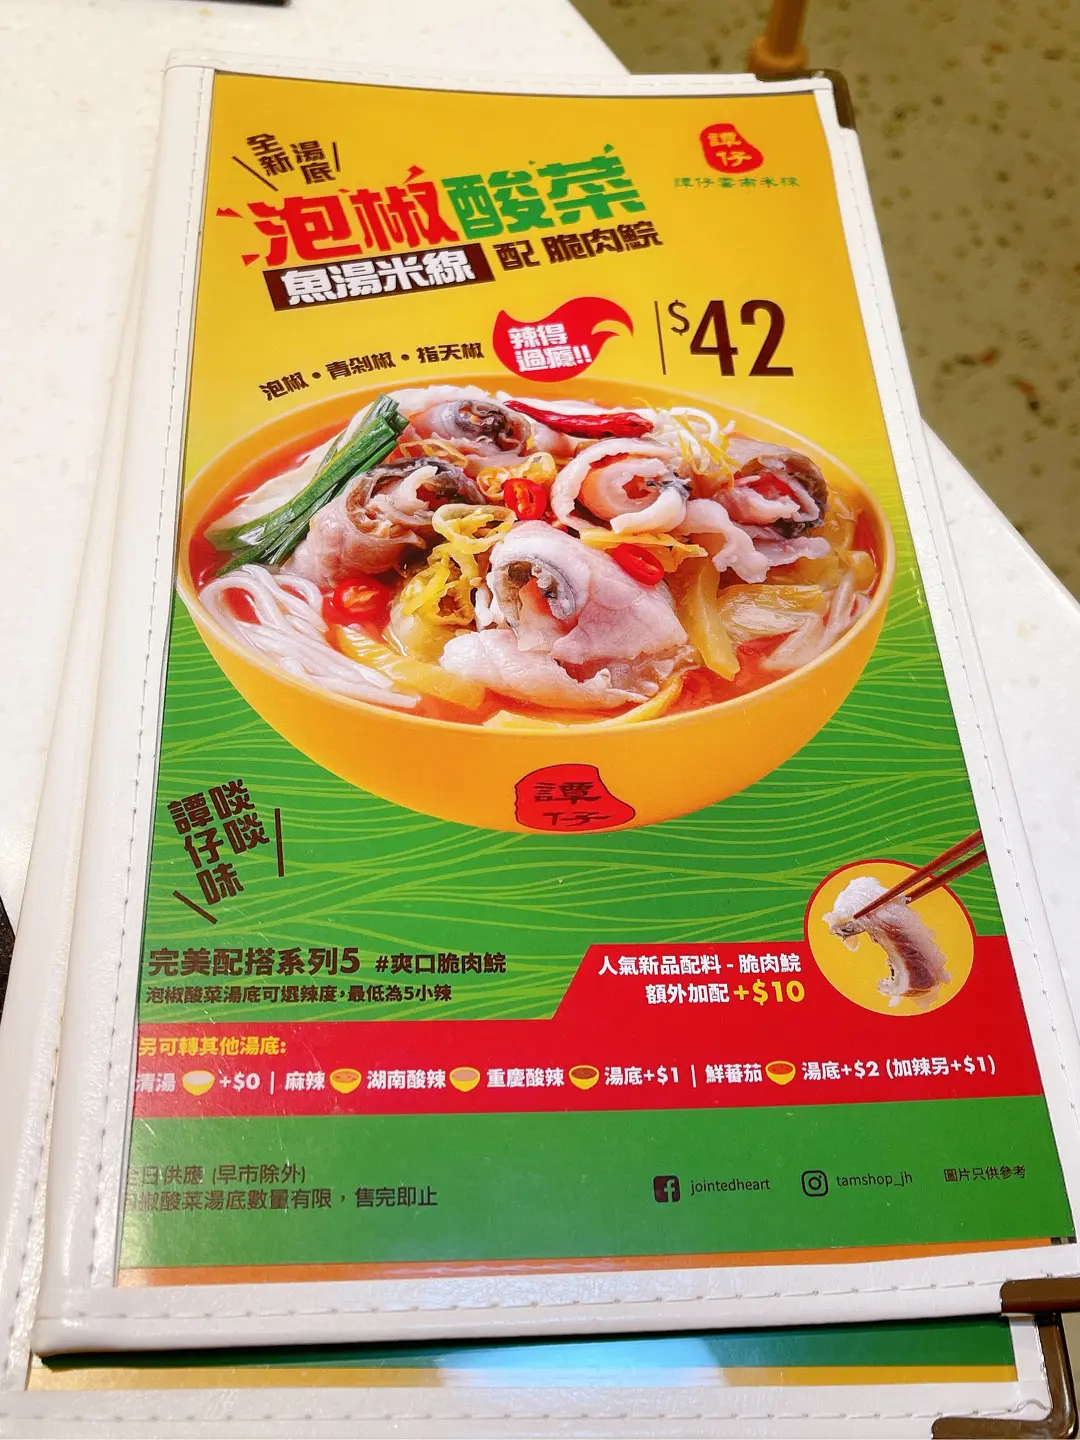 全新湯底
譚仔
譚仔雲南米線
泡椒酸菜
魚湯米線 配 脆肉鯇
泡椒・青剁椒・指天椒
辣得過癮!!
$42
譚仔
譚仔啖啖味
完美配搭系列5 #爽口脆肉鯇
泡椒酸菜湯底可選辣度,最低為5小辣
人氣新品配料 - 脆肉鯇
額外加配+$10
另可轉其他湯底:
清湯 +$0 | 麻辣 湖南酸辣 重慶酸辣 湯底+$1 | 鮮蕃茄 湯底+$2 (加辣另+$1)
日供應 (早市除外)
椒酸菜湯底數量有限，售完即止
jointedheart tamshop_jh 圖片只供參考